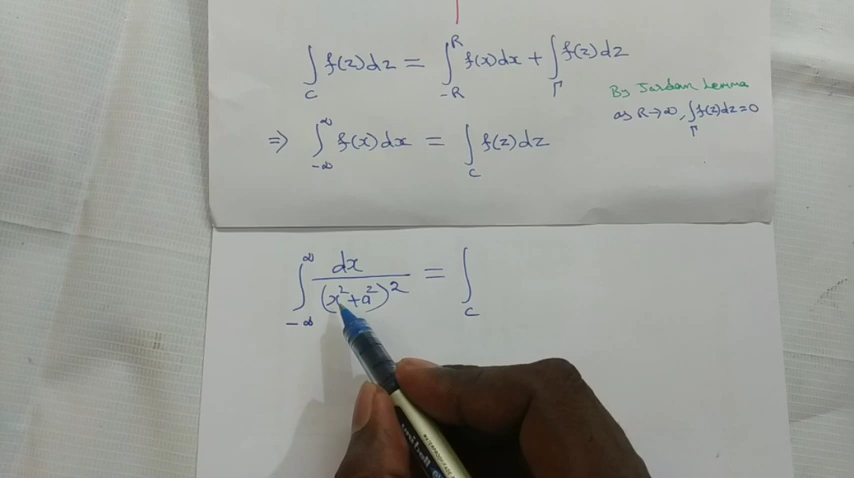 ∫_C f(z)dz = ∫_{-R}^{R} f(x)dx + ∫_Γ f(z)dz
By Jordan Lemma
as R→∞, ∫_Γ f(z)dz=0
⇒ ∫_{-∞}^{∞} f(x)dx = ∫_C f(z)dz
∫_{-∞}^{∞} dx/(x²+a²)² = ∫_C